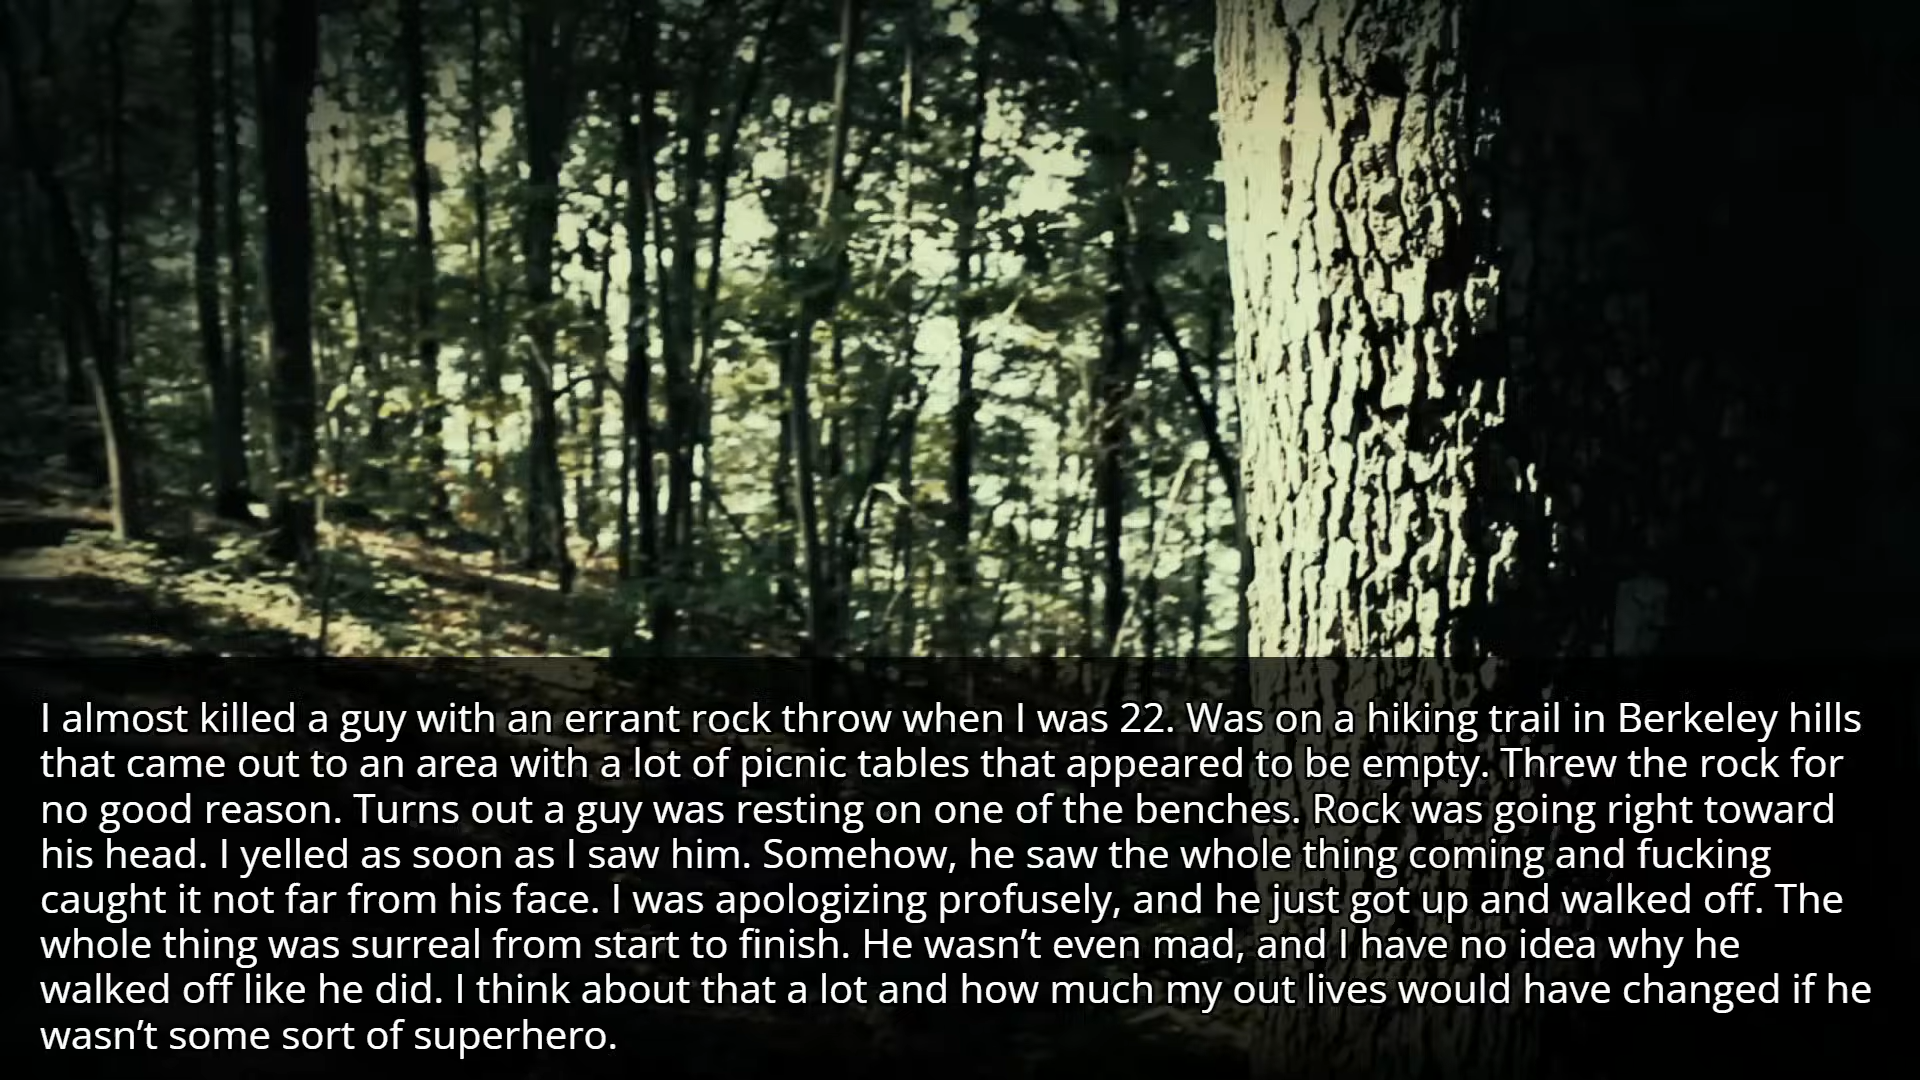 I almost killed a guy with an errant rock throw when I was 22. Was on a hiking trail in Berkeley hills
that came out to an area with a lot of picnic tables that appeared to be empty. Threw the rock for
no good reason. Turns out a guy was resting on one of the benches. Rock was going right toward
his head. I yelled as soon as I saw him. Somehow, he saw the whole thing coming and fucking
caught it not far from his face. I was apologizing profusely, and he just got up and walked off. The
whole thing was surreal from start to finish. He wasn’t even mad, and I have no idea why he
walked off like he did. I think about that a lot and how much my out lives would have changed if he
wasn’t some sort of superhero.